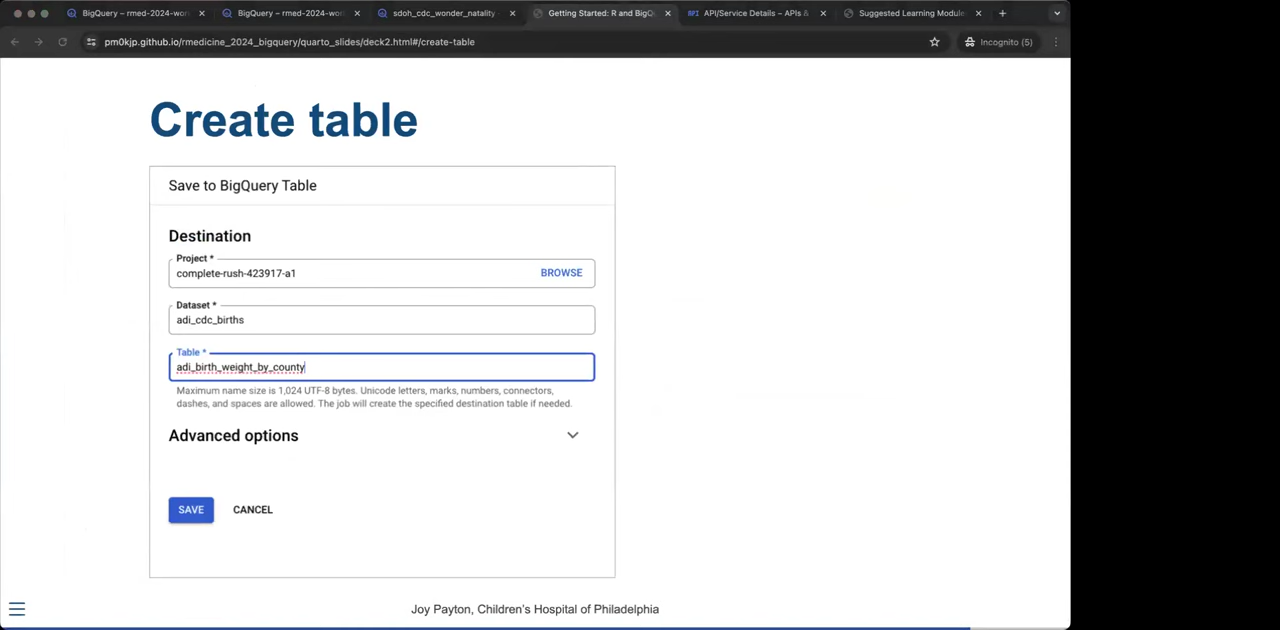 BigQuery – rmed-2024-wor
BigQuery – rmed-2024-wor
sdoh_cdc_wonder_natality
Getting Started: R and BigQ
API API/Service Details – APIs &
Suggested Learning Module
pm0kjp.github.io/rmedicine_2024_bigquery/quarto_slides/deck2.html#/create-table
Incognito (5)
Create table
Save to BigQuery Table
Destination
Project *
complete-rush-423917-a1
BROWSE
Dataset *
adi_cdc_births
Table *
adi_birth_weight_by_county
Maximum name size is 1,024 UTF-8 bytes. Unicode letters, marks, numbers, connectors,
dashes, and spaces are allowed. The job will create the specified destination table if needed.
Advanced options
SAVE CANCEL
Joy Payton, Children's Hospital of Philadelphia